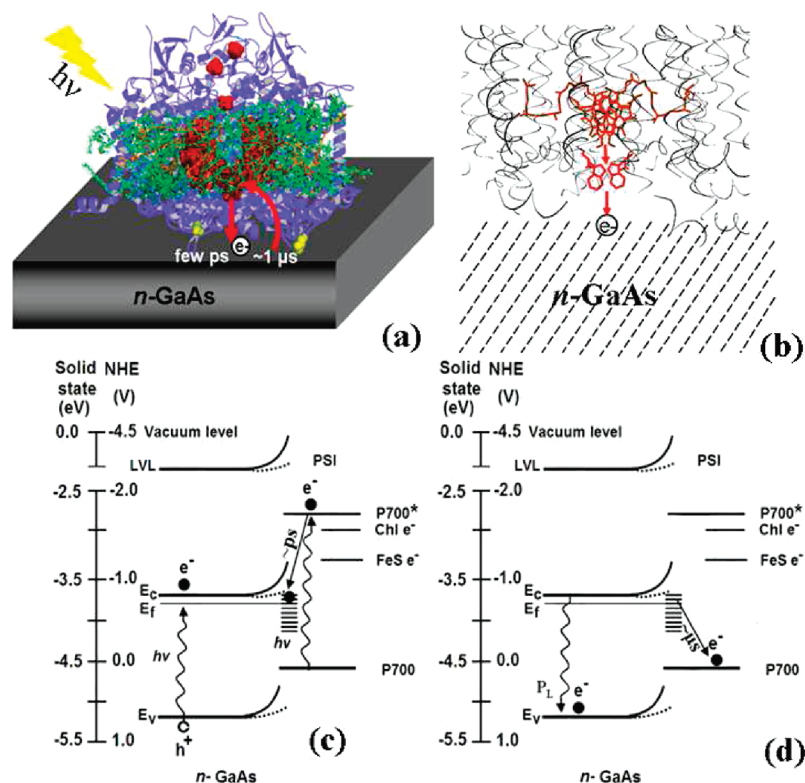 hν
few ps
e-
~1 µs
n-GaAs
(a)
e-
n-GaAs
(b)
Solid state (eV)
NHE (V)
0.0
-4.5
Vacuum level
LVL
PSI
-2.5
-2.0
e-
P700*
Chl e-
~ps
FeS e-
e-
-3.5
-1.0
Ec
Ef
hν
hν
-4.5
0.0
P700
Ev
h+
-5.5
1.0
(c)
n- GaAs
Solid state (eV)
NHE (V)
0.0
-4.5
Vacuum level
LVL
PSI
-2.5
-2.0
P700*
Chl e-
FeS e-
-3.5
-1.0
Ec
Ef
~µs
e-
-4.5
0.0
P700
PL
e-
Ev
-5.5
1.0
(d)
n- GaAs